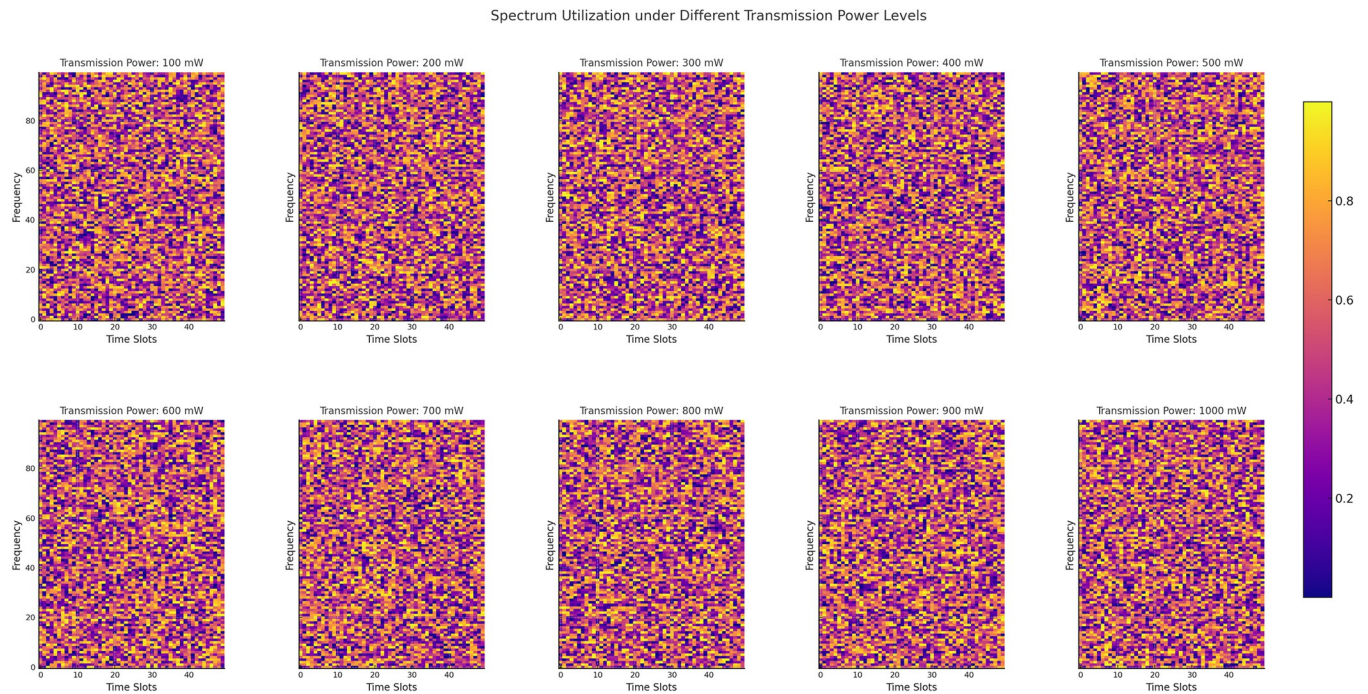 Spectrum Utilization under Different Transmission Power Levels
Transmission Power: 100 mW
Transmission Power: 200 mW
Transmission Power: 300 mW
Transmission Power: 400 mW
Transmission Power: 500 mW
Frequency
80
60
40
20
0
Frequency
Frequency
Frequency
Frequency
0 10 20 30 40
0 10 20 30 40
0 10 20 30 40
0 10 20 30 40
0 10 20 30 40
Time Slots
Time Slots
Time Slots
Time Slots
Time Slots
Transmission Power: 600 mW
Transmission Power: 700 mW
Transmission Power: 800 mW
Transmission Power: 900 mW
Transmission Power: 1000 mW
Frequency
80
60
40
20
0
Frequency
Frequency
Frequency
Frequency
0 10 20 30 40
0 10 20 30 40
0 10 20 30 40
0 10 20 30 40
0 10 20 30 40
Time Slots
Time Slots
Time Slots
Time Slots
Time Slots
0.8
0.6
0.4
0.2